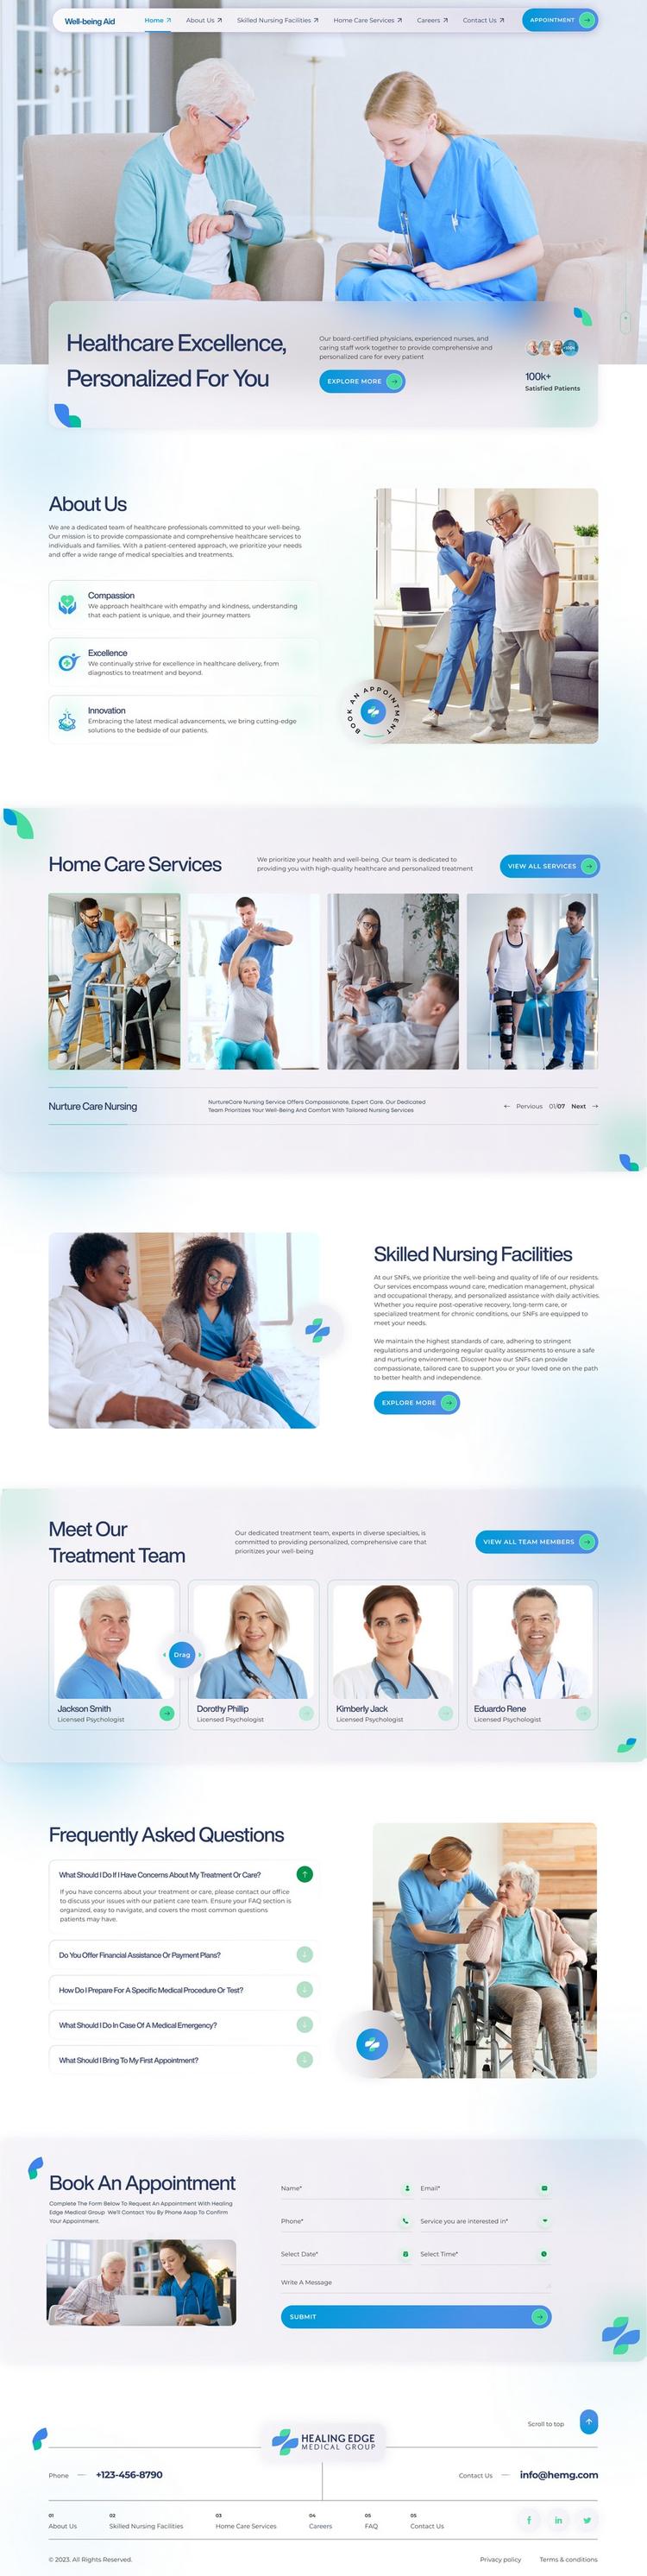 Well-being Aid
Home
About Us
Skilled Nursing Facilities
Home Care Services
Careers
Contact Us
APPOINTMENT
Healthcare Excellence,
Personalized For You
Our board-certified physicians, experienced nurses, and
caring staff work together to provide comprehensive and
personalized care for every patient
EXPLORE MORE
100k+
Satisfied Patients
About Us
We are a dedicated team of healthcare professionals committed to your well-being.
Our mission is to provide compassionate and comprehensive healthcare services to
individuals and families. With a patient-centered approach, we prioritize your needs
and offer a wide range of medical specialties and treatments.
Compassion
We approach healthcare with empathy and kindness, understanding
that each patient is unique, and their journey matters
Excellence
We continually strive for excellence in healthcare delivery, from
diagnostics to treatment and beyond.
Innovation
Embracing the latest medical advancements, we bring cutting-edge
solutions to the bedside of our patients.
BOOK AN APPOINTMENT
Home Care Services
We prioritize your health and well-being. Our team is dedicated to
providing you with high-quality healthcare and personalized treatment
VIEW ALL SERVICES
Nurture Care Nursing
NurtureCare Nursing Service Offers Compassionate, Expert Care. Our Dedicated
Team Prioritizes Your Well-Being And Comfort With Tailored Nursing Services
Pervious 01/07 Next
Skilled Nursing Facilities
At our SNFs, we prioritize the well-being and quality of life of our residents.
Our services encompass wound care, medication management, physical
and occupational therapy, and personalized assistance with daily activities.
Whether you require post-operative recovery, long-term care, or
specialized treatment for chronic conditions, our SNFs are equipped to
meet your needs.
We maintain the highest standards of care, adhering to stringent
regulations and undergoing regular quality assessments to ensure a safe
and nurturing environment. Discover how our SNFs can provide
compassionate, tailored care to support you or your loved one on the path
to better health and independence.
EXPLORE MORE
Meet Our
Treatment Team
Our dedicated treatment team, experts in diverse specialties, is
committed to providing personalized, comprehensive care that
prioritizes your well-being
VIEW ALL TEAM MEMBERS
Drag
Jackson Smith
Licensed Psychologist
Dorothy Phillip
Licensed Psychologist
Kimberly Jack
Licensed Psychologist
Eduardo Rene
Licensed Psychologist
Frequently Asked Questions
What Should I Do If I Have Concerns About My Treatment Or Care?
If you have concerns about your treatment or care, please contact our office
to discuss your issues with our patient care team. Ensure your FAQ section is
organized, easy to navigate, and covers the most common questions
patients may have.
Do You Offer Financial Assistance Or Payment Plans?
How Do I Prepare For A Specific Medical Procedure Or Test?
What Should I Do In Case Of A Medical Emergency?
What Should I Bring To My First Appointment?
Book An Appointment
Complete The Form Below To Request An Appointment With Healing
Edge Medical Group We'll Contact You By Phone Asap To Confirm
Your Appointment.
Name*
Email*
Phone*
Service you are interested in*
Select Date*
Select Time*
Write A Message
SUBMIT
Scroll to top
HEALING EDGE
MEDICAL GROUP
Phone
+123-456-8790
Contact Us
info@hemg.com
01
About Us
02
Skilled Nursing Facilities
03
Home Care Services
04
Careers
05
FAQ
05
Contact Us
© 2023. All Rights Reserved.
Privacy policy
Terms & conditions